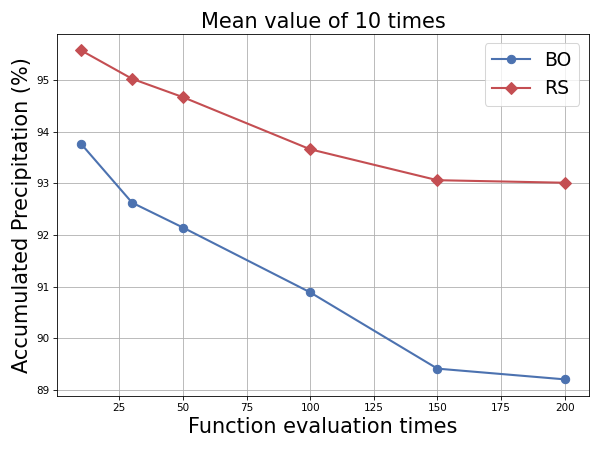 Mean value of 10 times
BO
RS
Accumulated Precipitation (%)
95
94
93
92
91
90
89
25 50 75 100 125 150 175 200
Function evaluation times